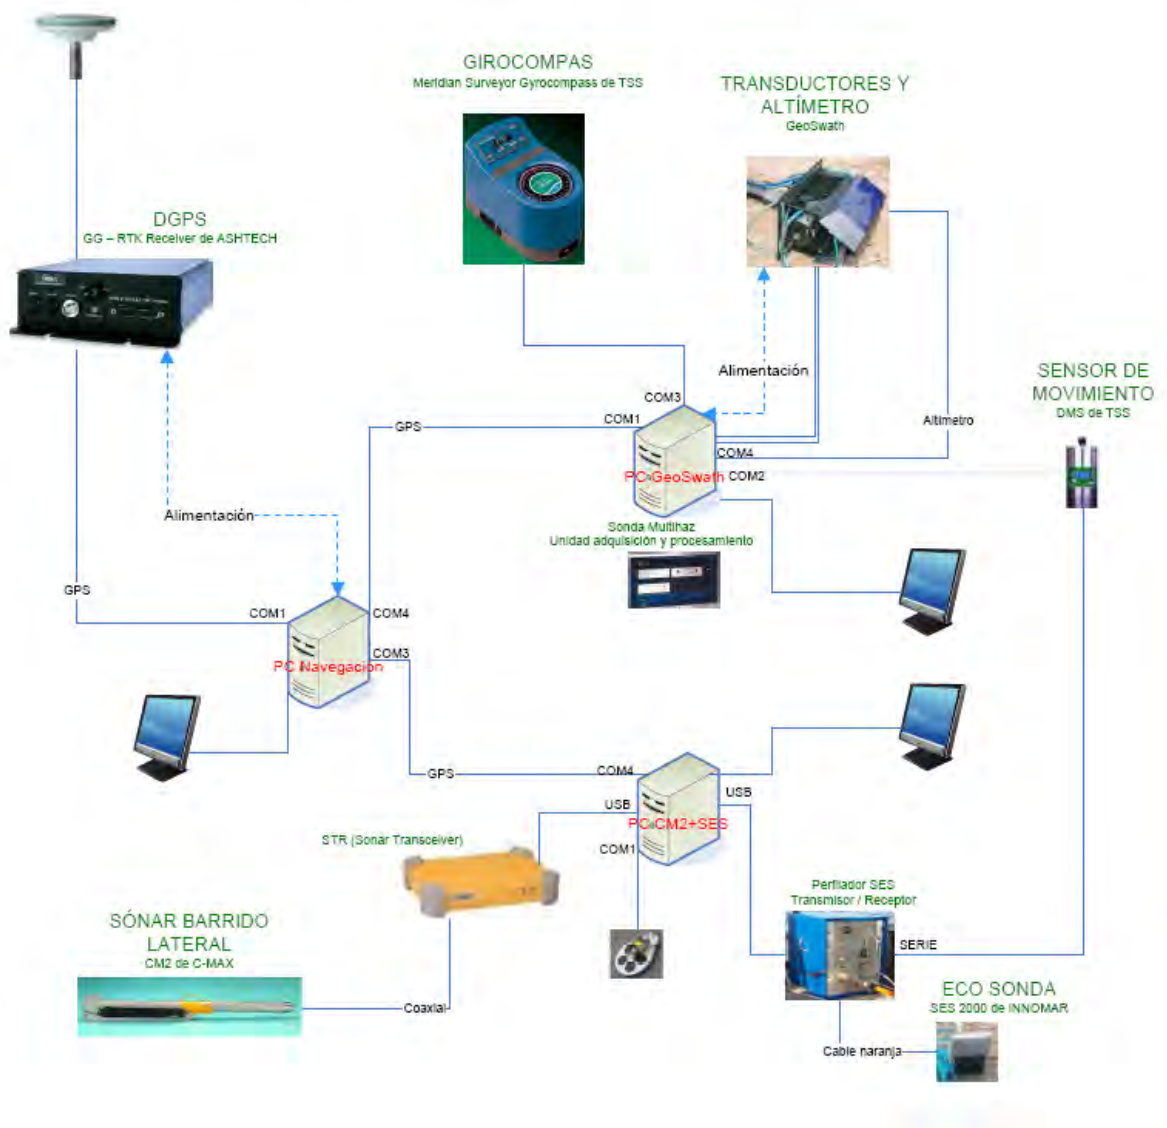 GIROCOMPAS
Meridian Surveyor Gyrocompass de TSS
TRANSDUCTORES Y
ALTÍMETRO
GeoSwath
DGPS
GG – RTK Receiver de ASHTECH
Alimentación
SENSOR DE
MOVIMIENTO
DMS de TSS
COM3
COM1
GPS
Altímetro
COM4
PC GeoSwath
COM2
Alimentación
Sonda Multihaz
Unidad adquisición y procesamiento
GPS
COM1
COM4
COM3
PC Navegación
GPS
COM4
USB
USB
PC CM2+SES
STR (Sonar Transceiver)
COM1
Perfilador SES
Transmisor / Receptor
SÓNAR BARRIDO
LATERAL
CM2 de C-MAX
SERIE
Coaxial
ECO SONDA
SES 2000 de INNOMAR
Cable naranja